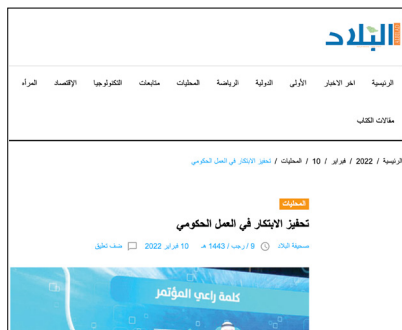 البلاد
الرئيسية اخر الاخبار الأولى الدولية الرياضة المحليات متابعات التكنولوجيا الإقتصاد المرأه
مقالات الكتاب
الرئيسية / 2022 / فبراير / 10 / المحليات / تحفيز الابتكار في العمل الحكومي
المحليات
تحفيز الابتكار في العمل الحكومي
صحيفة البلاد 9 / رجب / 1443 هـ 10 فبراير 2022 ضف تعليق
كلمة راعي المؤتمر